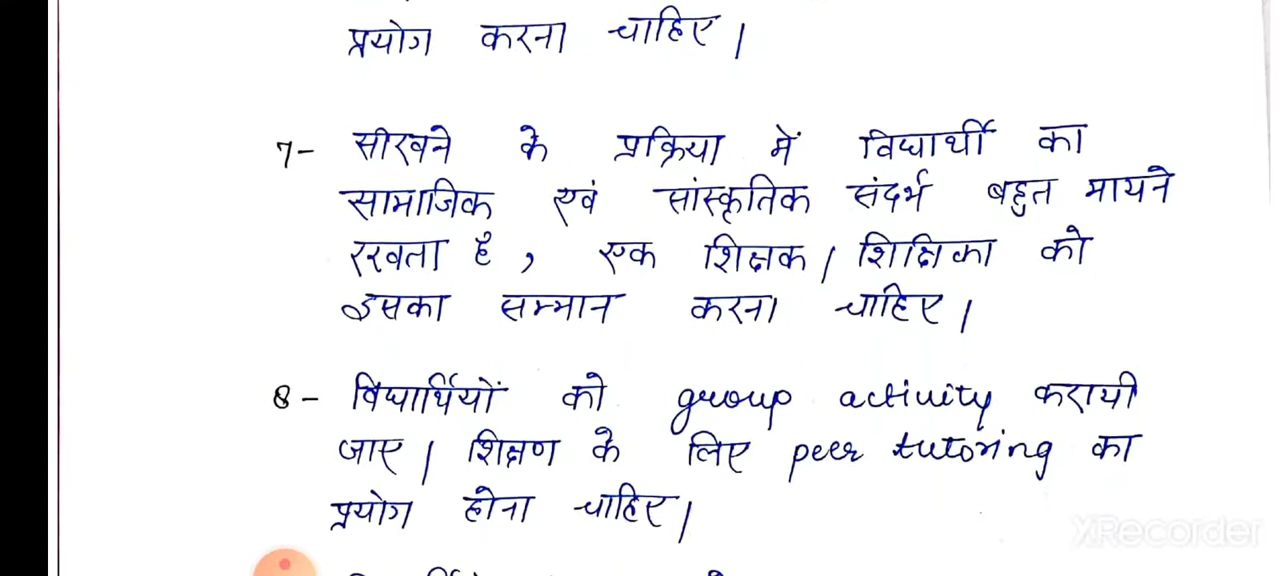 प्रयोग करना चाहिए।
7- सीखने के प्रक्रिया में विद्यार्थी का
सामाजिक एवं सांस्कृतिक संदर्भ बहुत मायने
रखता है, एक शिक्षक / शिक्षिका को
इसका सम्मान करना चाहिए।
8- विद्यार्थियों को group activity करायी
जाए। शिक्षण के लिए peer tutoring का
प्रयोग होना चाहिए।
XRecorder